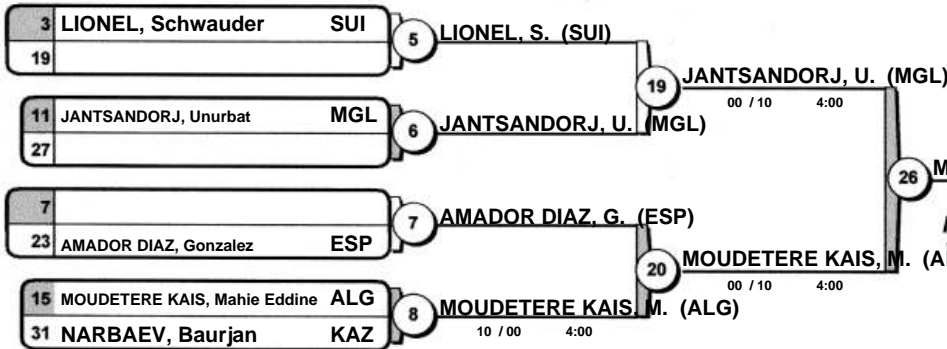 3 LIONEL, Schwauder SUI
19
5 LIONEL, S. (SUI)
11 JANTSANDORJ, Unurbat MGL
27
6 JANTSANDORJ, U. (MGL)
19 JANTSANDORJ, U. (MGL)
00 / 10 4:00
7
23 AMADOR DIAZ, Gonzalez ESP
7 AMADOR DIAZ, G. (ESP)
15 MOUDETERE KAIS, Mahie Eddine ALG
31 NARBAEV, Baurjan KAZ
8 MOUDETERE KAIS, M. (ALG)
10 / 00 4:00
20 MOUDETERE KAIS, M.
00 / 10 4:00
26